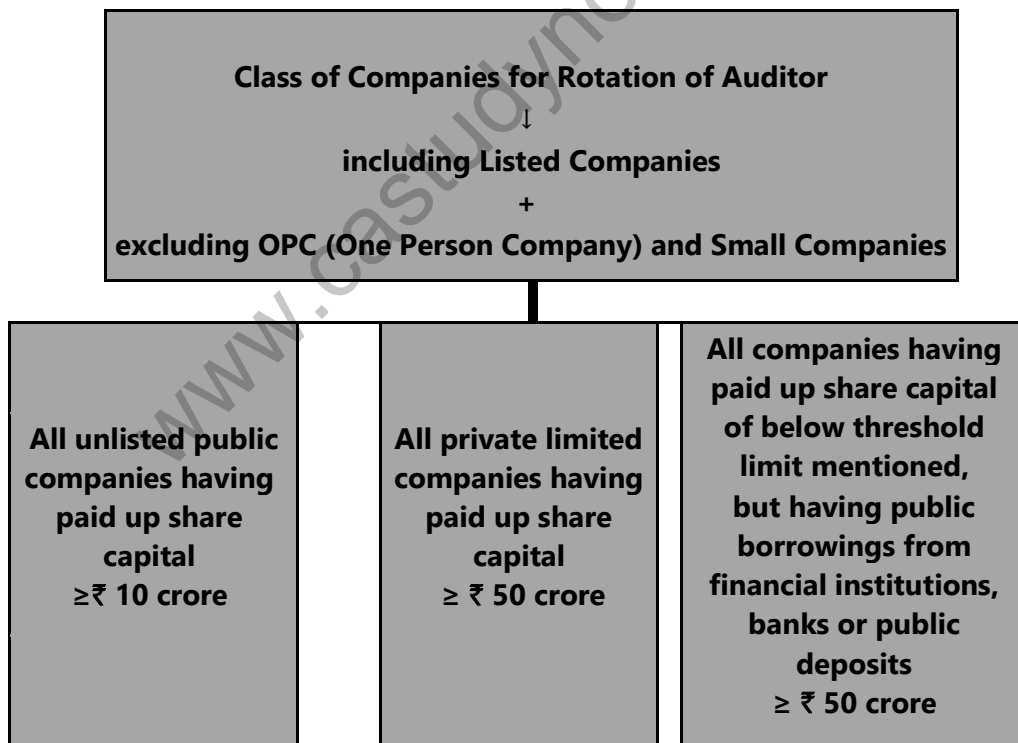 Class of Companies for Rotation of Auditor
↓
including Listed Companies
+
excluding OPC (One Person Company) and Small Companies
All unlisted public
companies having
paid up share
capital
≥₹ 10 crore
All private limited
companies having
paid up share
capital
≥ ₹ 50 crore
All companies having
paid up share capital
of below threshold
limit mentioned,
but having public
borrowings from
financial institutions,
banks or public
deposits
≥ ₹ 50 crore
www.castudyno